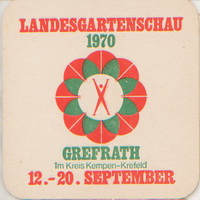 LANDESGARTENSCHAU
1970
GREFRATH
Im Kreis Kempen-Krefeld
12.-20. SEPTEMBER